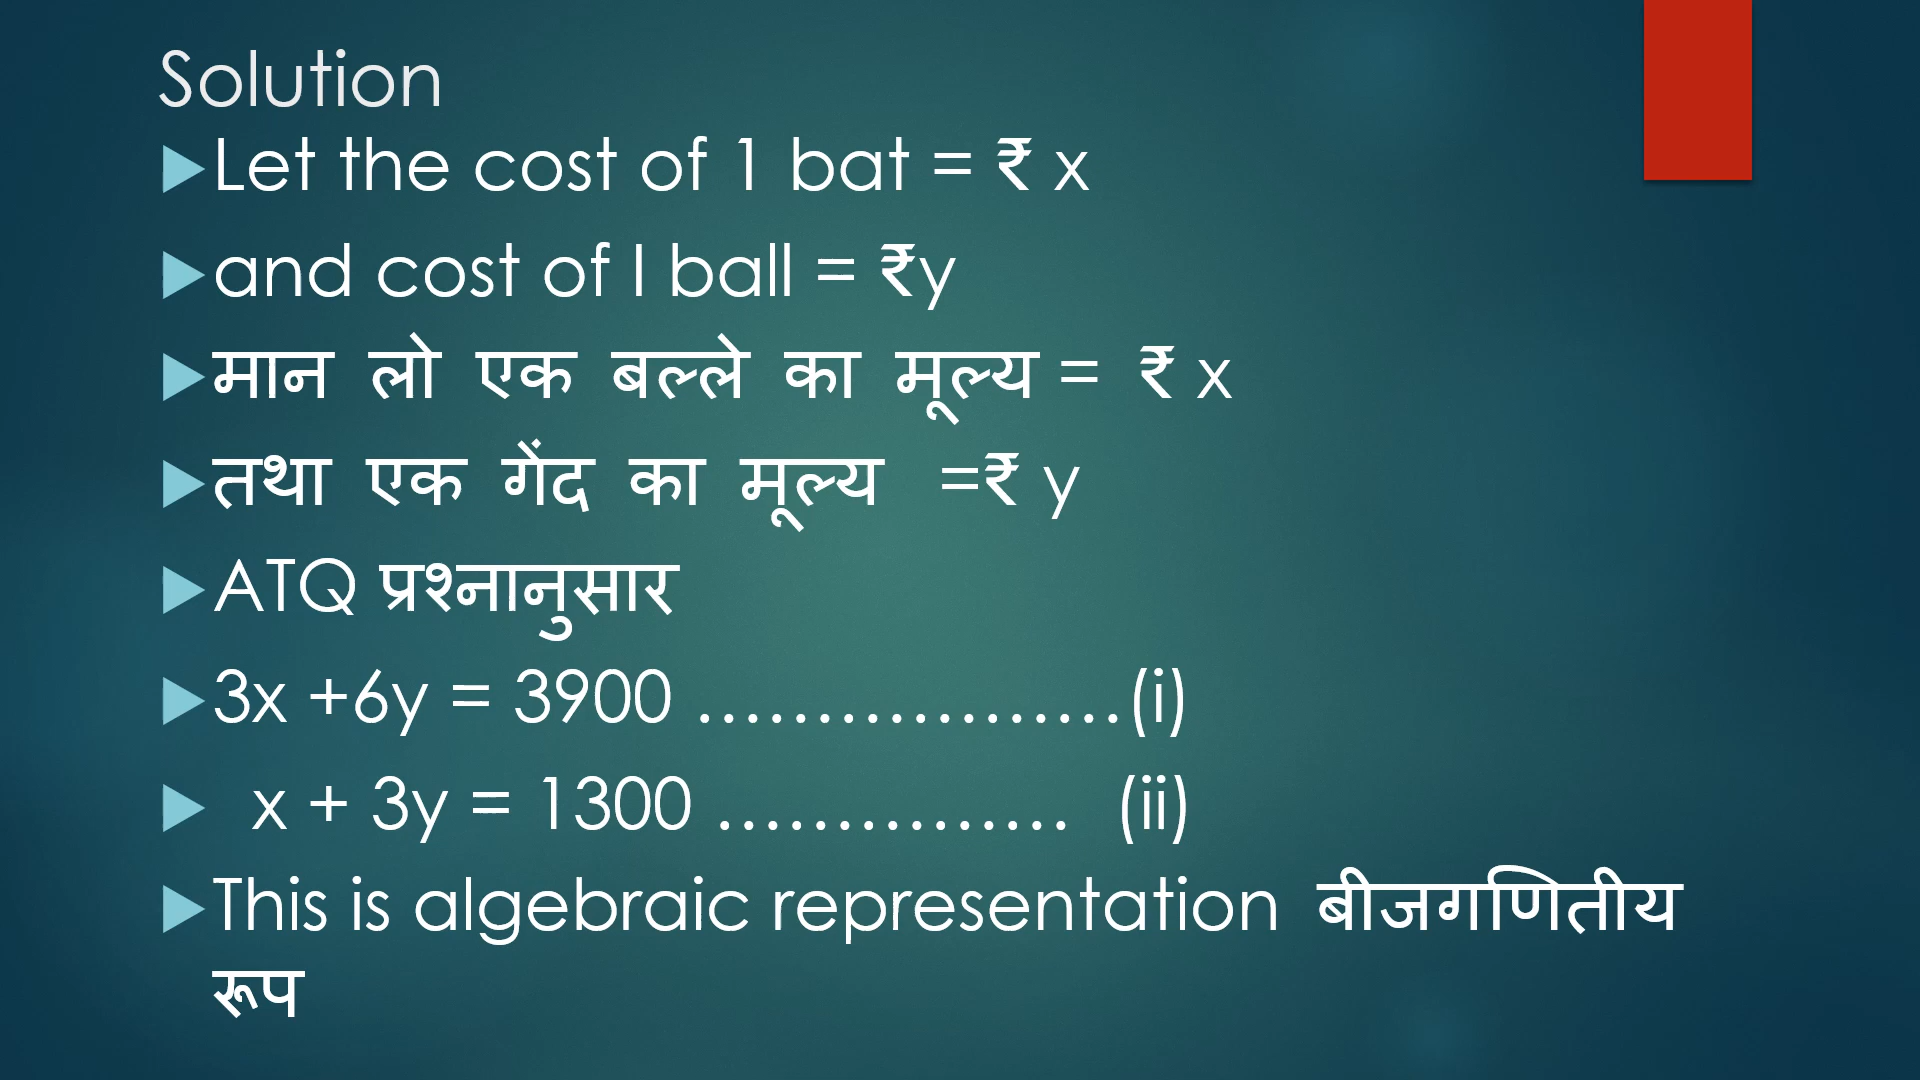 Solution
Let the cost of 1 bat = ₹ x
and cost of I ball = ₹y
मान लो एक बल्ले का मूल्य = ₹ x
तथा एक गेंद का मूल्य =₹ y
ATQ प्रश्नानुसार
3x +6y = 3900 ………………(i)
x + 3y = 1300 …………… (ii)
This is algebraic representation बीजगणितीय
रूप